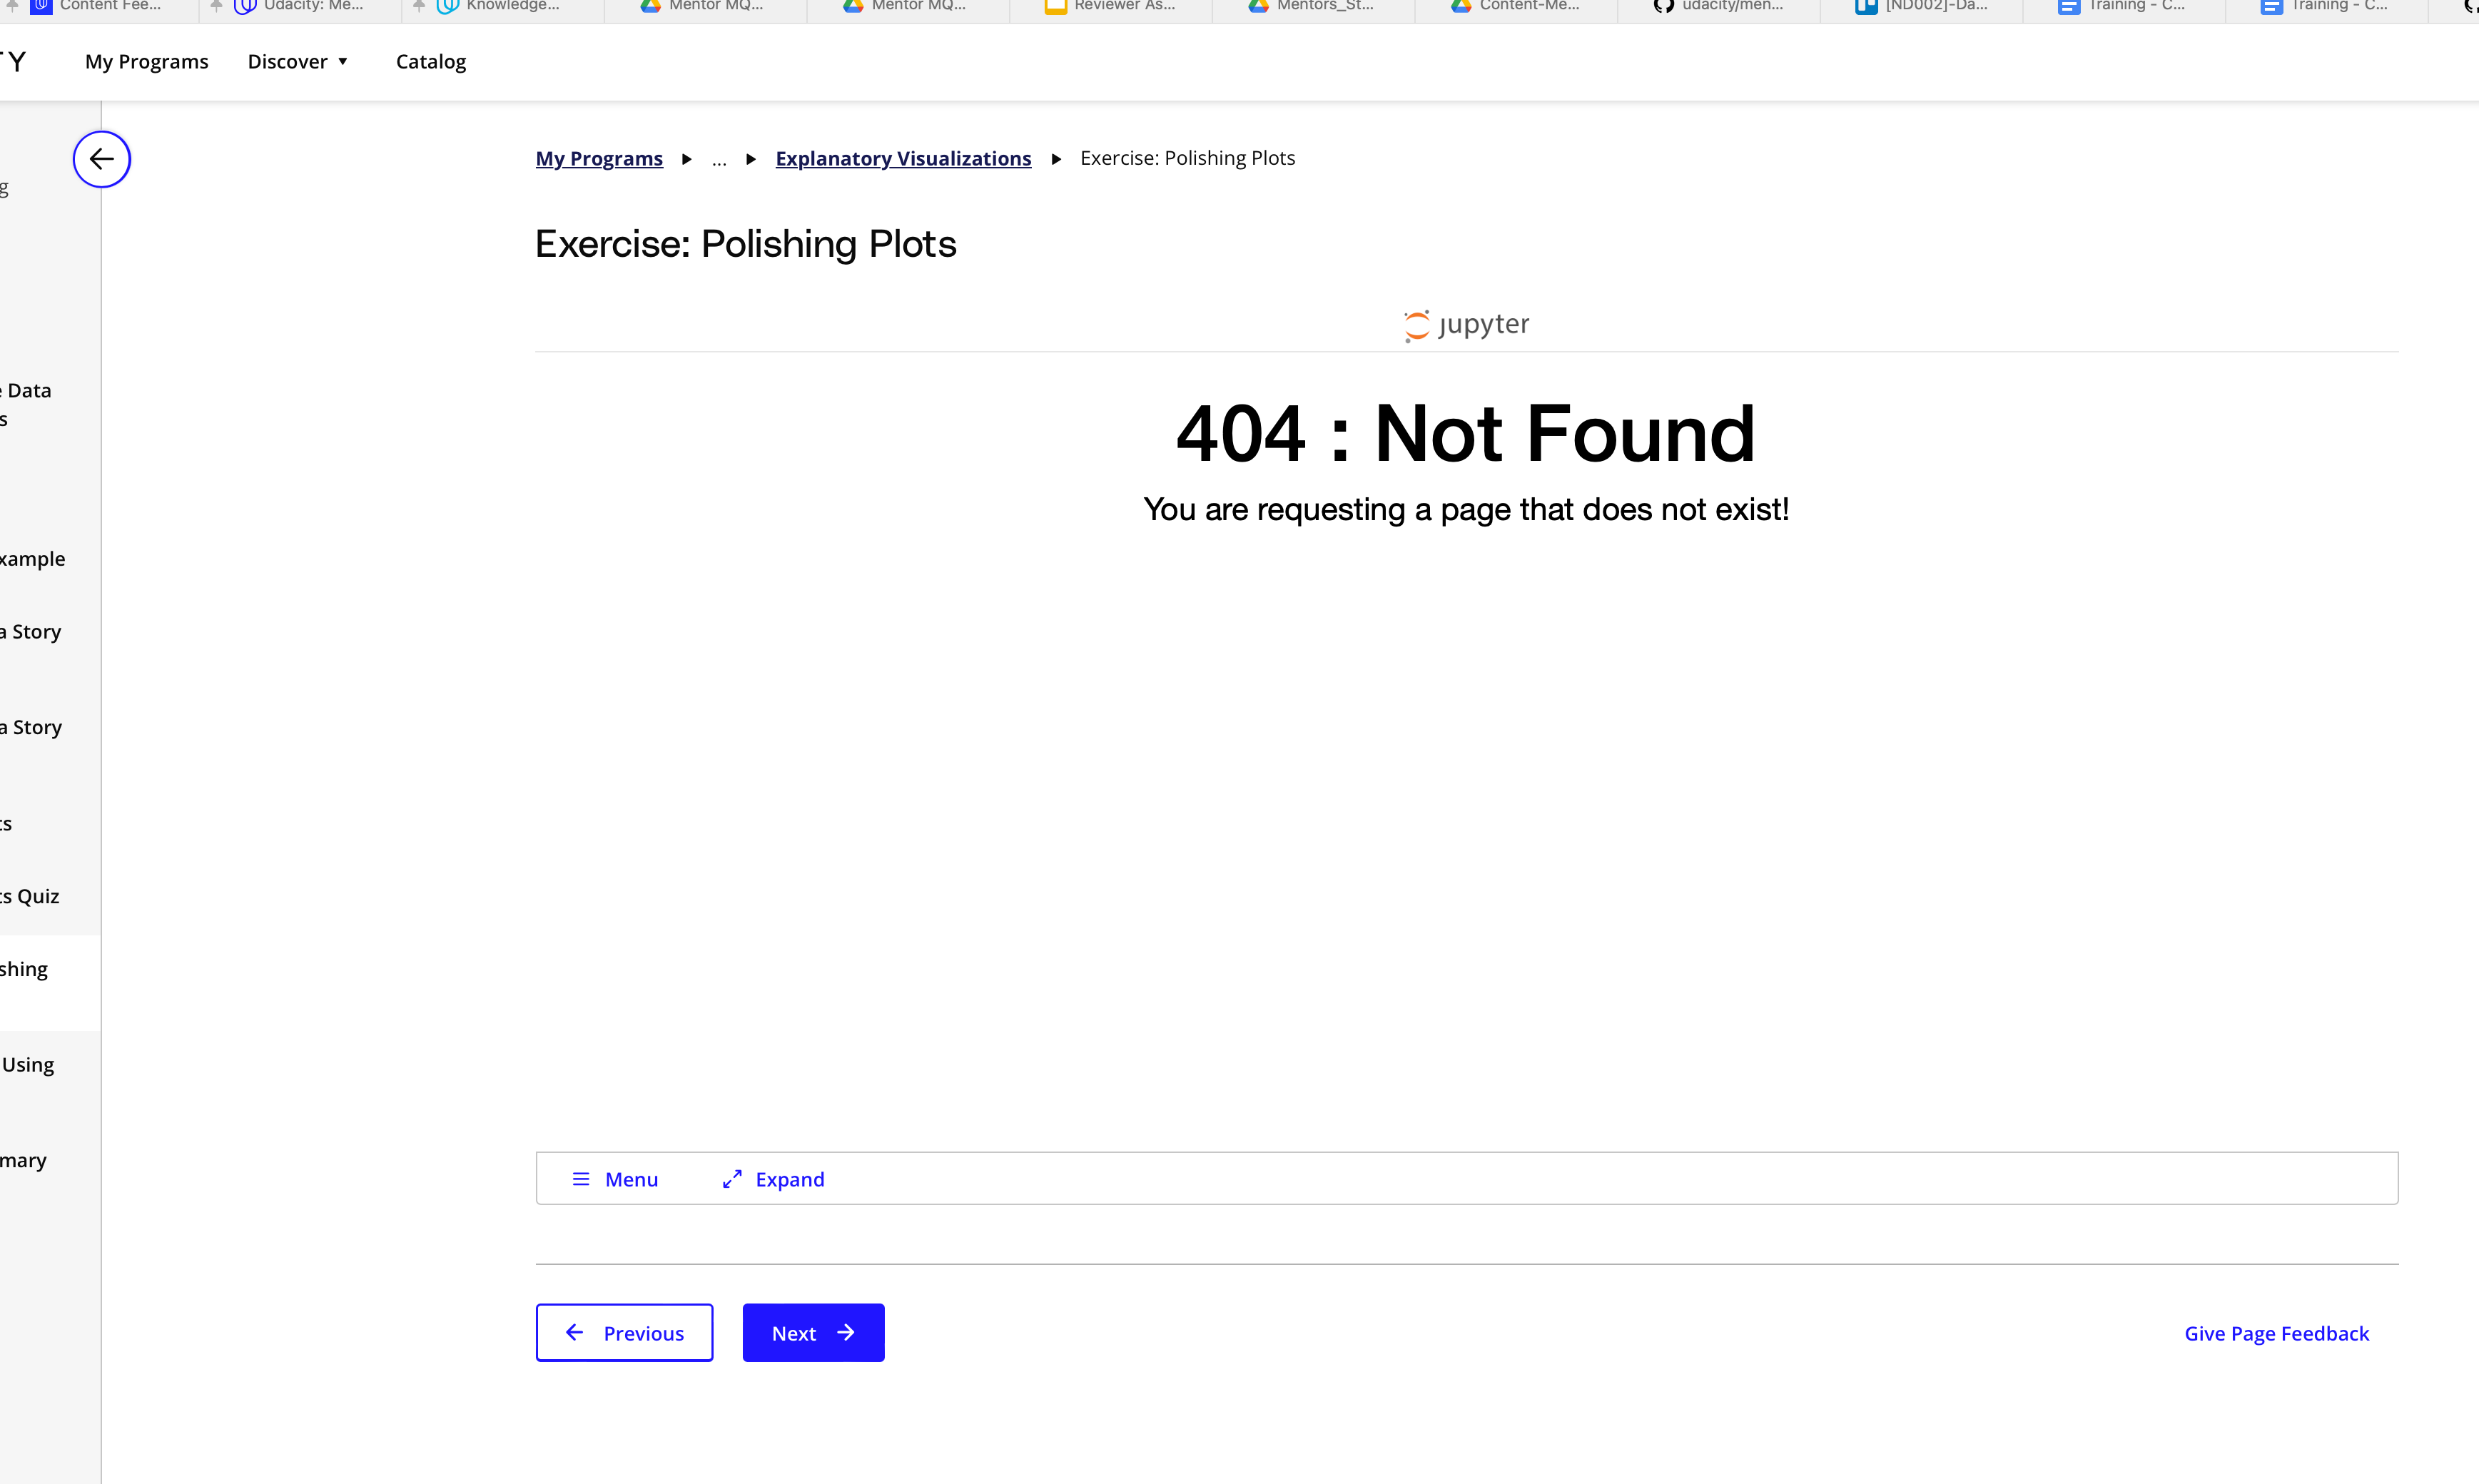 Content Fee... Udacity: Me... Knowledge... Mentor MQ... Mentor MQ... Reviewer As... Mentors_St... Content-Me... udacity/men... [ND002]-Da... Training - C... Training - C...
TY My Programs Discover Catalog
My Programs ... Explanatory Visualizations Exercise: Polishing Plots
g
Exercise: Polishing Plots
jupyter
404 : Not Found
You are requesting a page that does not exist!
e Data
s
xample
a Story
a Story
ts
ts Quiz
shing
Using
mary
Menu Expand
Previous Next Give Page Feedback